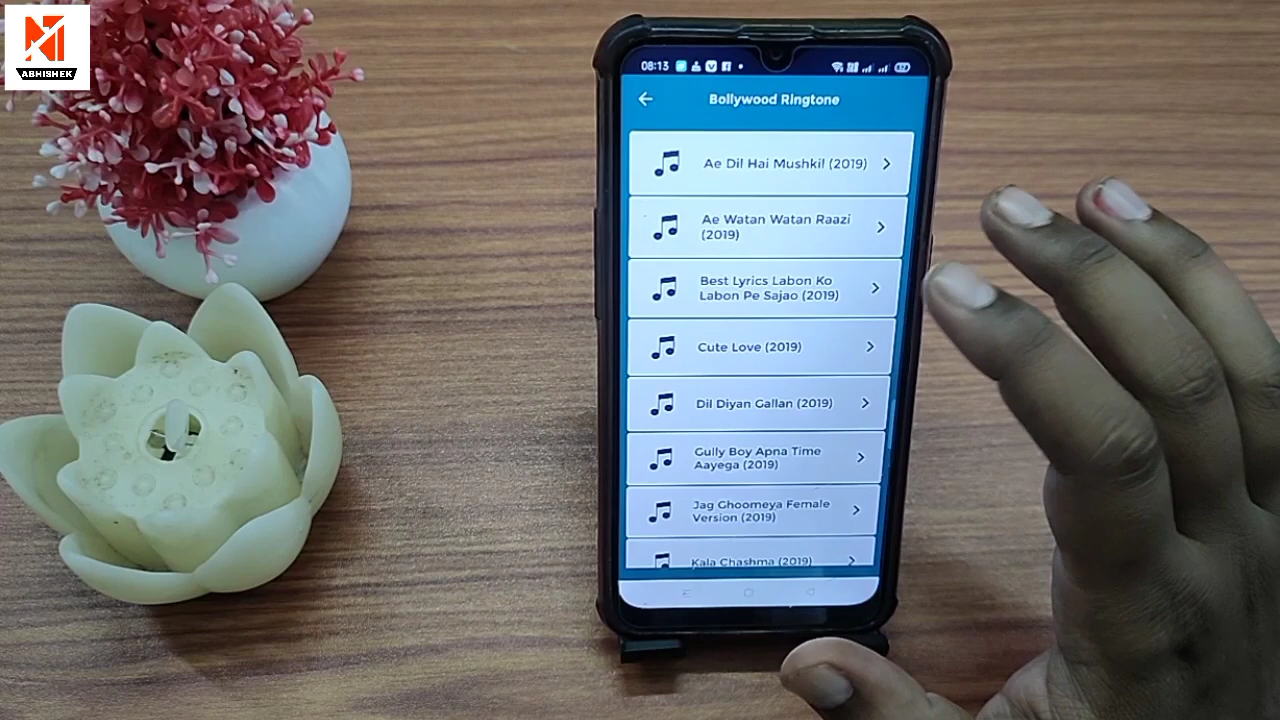 ABHISHEK
08:13
Bollywood Ringtone
Ae Dil Hai Mushkil (2019)
Ae Watan Watan Raazi
(2019)
Best Lyrics Labon Ko
Labon Pe Sajao (2019)
Cute Love (2019)
Dil Diyan Gallan (2019)
Gully Boy Apna Time
Aayega (2019)
Jag Ghoomeya Female
Version (2019)
Kala Chashma (2019)